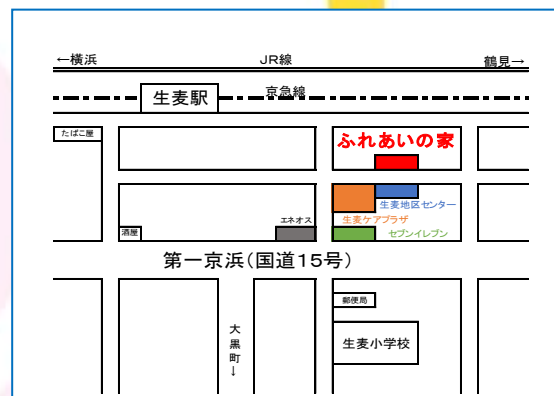 ←横浜
JR線
鶴見→
京急線
生麦駅
たばこ屋
ふれあいの家
生麦地区センター
生麦ケアプラザ
エネオス
酒屋
セブンイレブン
第一京浜(国道15号)
郵便局
大黒町↓
生麦小学校